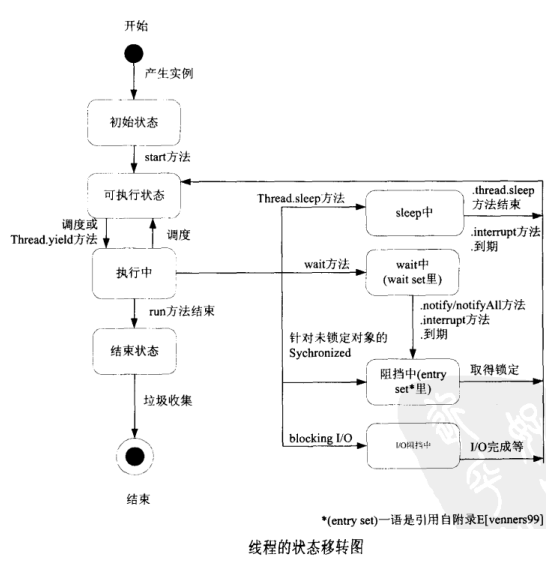 开始
产生实例
初始状态
start方法
可执行状态
调度或
Thread.yield方法
调度
执行中
run方法结束
结束状态
垃圾收集
结束
Thread.sleep方法
sleep中
.thread.sleep
方法结束
.interrupt方法
.到期
wait方法
wait中
(wait set里)
.notify/notifyAll方法
.interrupt方法
.到期
针对未锁定对象的
Sychronized
阻挡中(entry
set*里)
取得锁定
blocking I/O
I/O阻挡中
I/O完成等
*(entry set)一语是引用自附录E[venners99]
线程的状态移转图